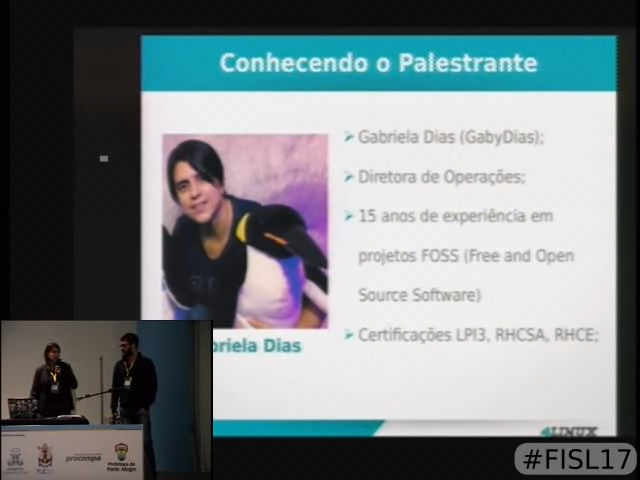 Conhecendo o Palestrante
Gabriela Dias (GabyDias);
Diretora de Operações;
15 anos de experiência em
projetos FOSS (Free and Open
Source Software)
Certificações LPI3, RHCSA, RHCE;
briela Dias
4LINUX
procempa
Prefeitura de
Porto Alegre
#FISL17